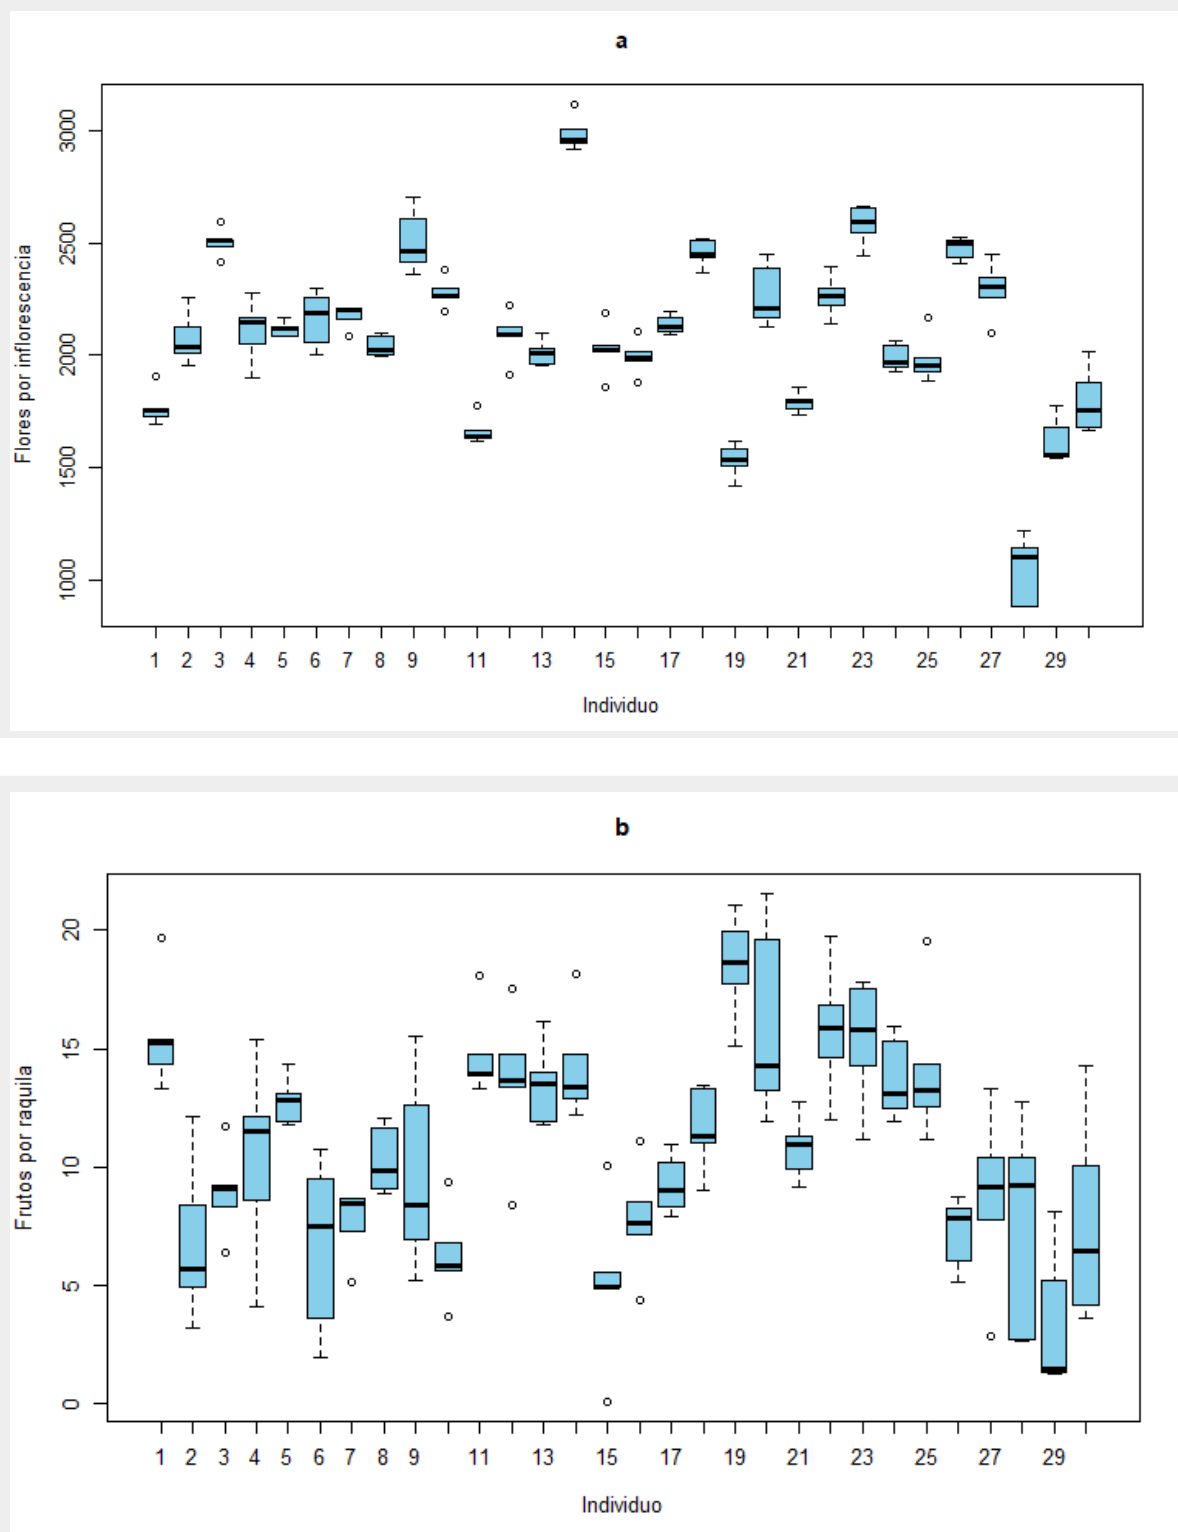 a
Flores por inflorescencia
3000
2500
2000
1500
1000
1 2 3 4 5 6 7 8 9 11 13 15 17 19 21 23 25 27 29
Individuo
b
Frutos por raquila
20
15
10
5
0
1 2 3 4 5 6 7 8 9 11 13 15 17 19 21 23 25 27 29
Individuo